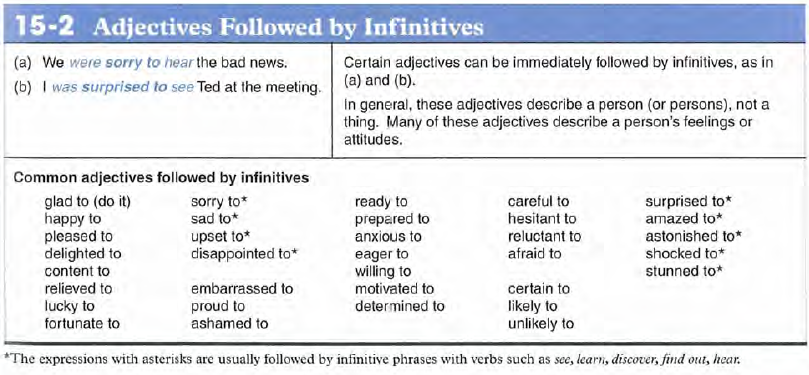 15-2 Adjectives Followed by Infinitives
(a) We were sorry to hear the bad news.
(b) I was surprised to see Ted at the meeting.
Certain adjectives can be immediately followed by infinitives, as in
(a) and (b).
In general, these adjectives describe a person (or persons), not a
thing. Many of these adjectives describe a person's feelings or
attitudes.
Common adjectives followed by infinitives
glad to (do it) sorry to* ready to careful to surprised to*
happy to sad to* prepared to hesitant to amazed to*
pleased to upset to* anxious to reluctant to astonished to*
delighted to disappointed to* eager to afraid to shocked to*
content to willing to stunned to*
relieved to embarrassed to motivated to certain to
lucky to proud to determined to likely to
fortunate to ashamed to unlikely to
*The expressions with asterisks are usually followed by infinitive phrases with verbs such as see, learn, discover, find out, hear.